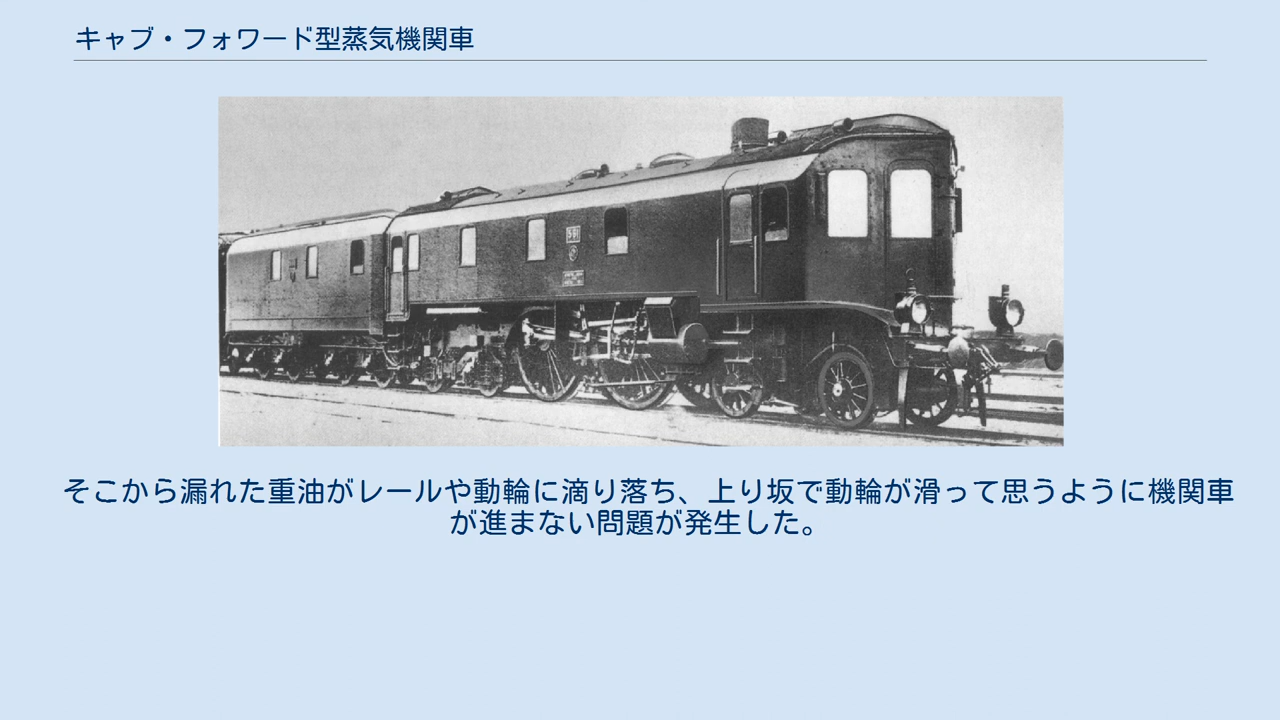 キャブ・フォワード型蒸気機関車
そこから漏れた重油がレールや動輪に滴り落ち、上り坂で動輪が滑って思うように機関車
が進まない問題が発生した。